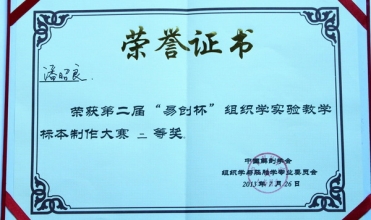 荣誉证书
潘昭良:
荣获第二届“易创杯”组织学实验教学
标本制作大赛 二 等奖。
中国解剖学会
组织学与胚胎学专业委员会
2013年7月26日